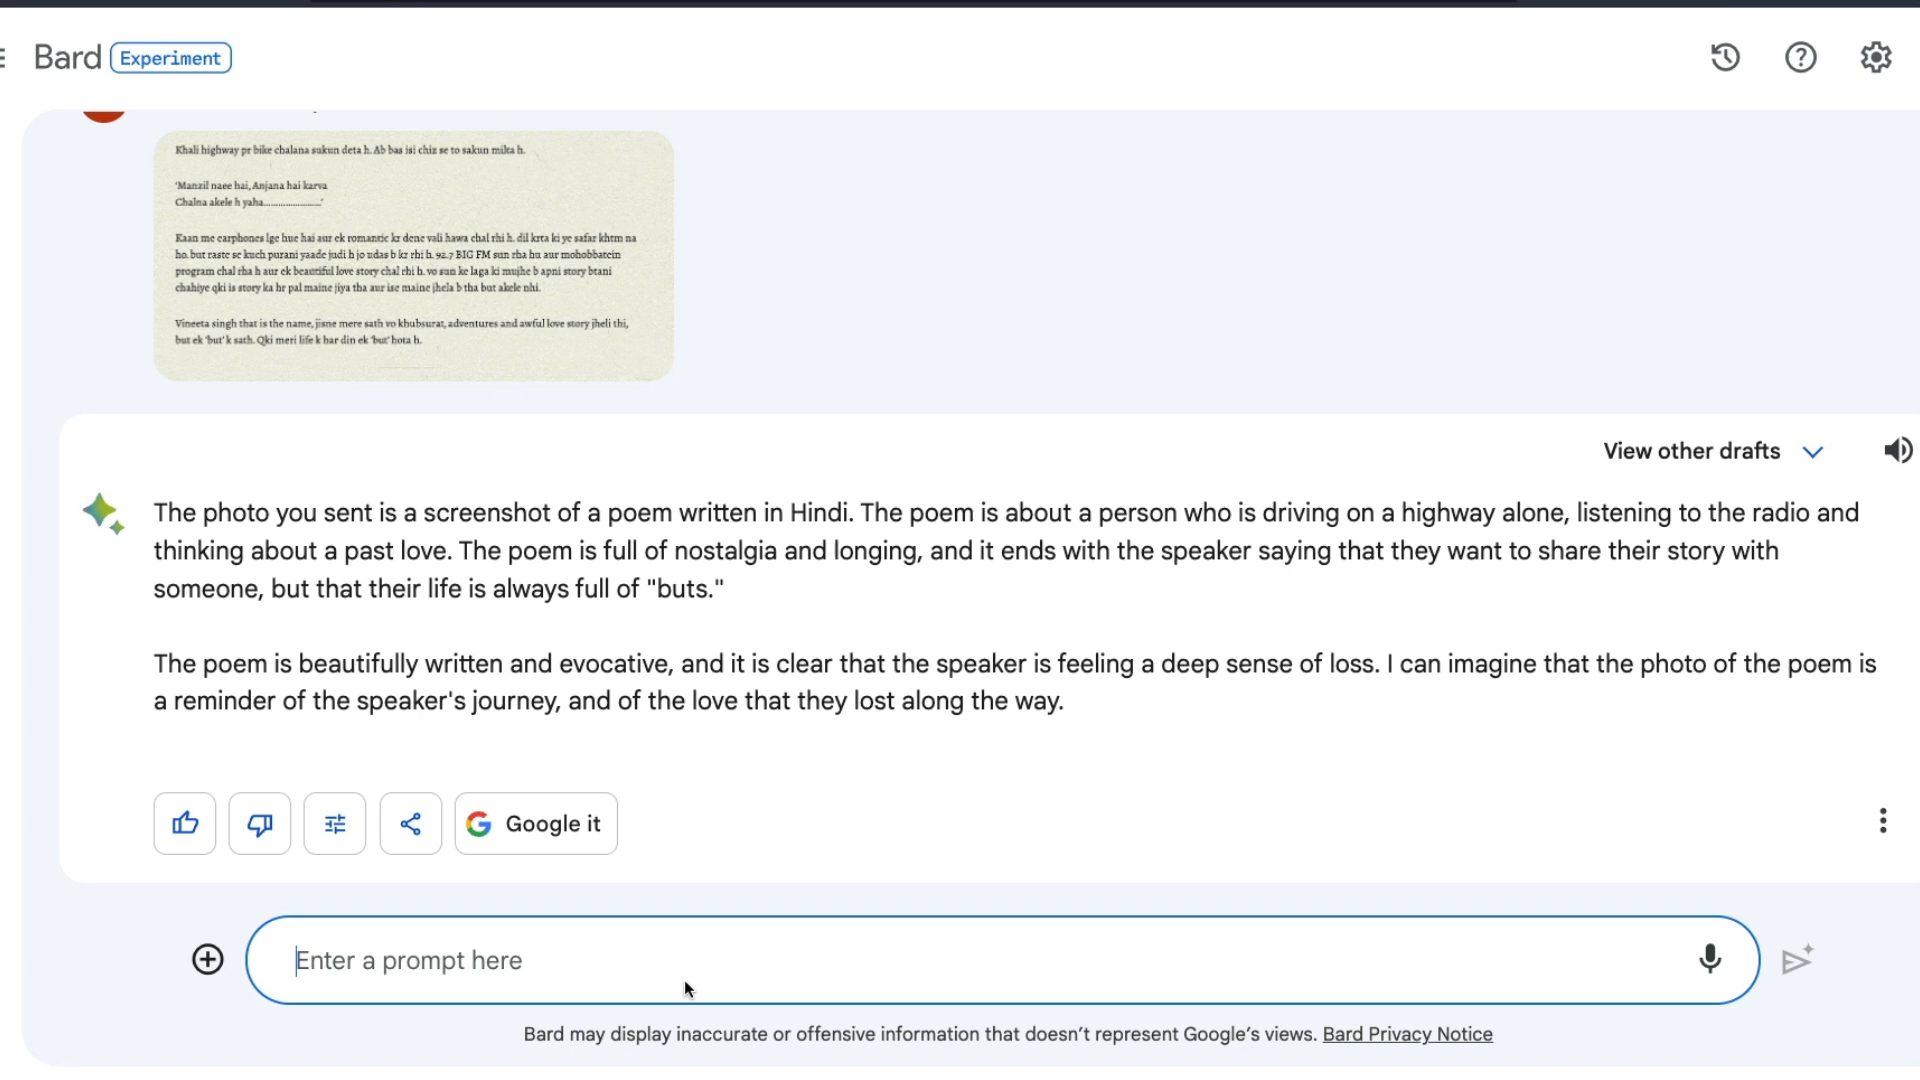 Bard Experiment
Khali highway pr bike chalana sukun deta h. Ab bas isi chiz se to sakun milta h.
'Manzil naee hai, Anjana hai karva
Chalna akele h yaha......................'
Kaan me earphones lge hue hai aur ek romantic kr dene vali hawa chal rhi h. dil krta ki ye safar khtm na
ho. but raste se kuch purani yaade judi h jo udas b kr rhi h. 92.7 BIG FM sun rha hu aur mohobbatein
program chal rha h aur ek beautiful love story chal rhi h. vo sun ke laga ki mujhe b apni story btani
chahiye qki is story ka hr pal maine jiya tha aur ise maine jhela b tha but akele nhi.
Vineeta singh that is the name, jisne mere sath vo khubsurat, adventures and awful love story jheli thi,
but ek 'but' k sath. Qki meri life k har din ek 'but' hota h.
View other drafts
The photo you sent is a screenshot of a poem written in Hindi. The poem is about a person who is driving on a highway alone, listening to the radio and
thinking about a past love. The poem is full of nostalgia and longing, and it ends with the speaker saying that they want to share their story with
someone, but that their life is always full of "buts."
The poem is beautifully written and evocative, and it is clear that the speaker is feeling a deep sense of loss. I can imagine that the photo of the poem is
a reminder of the speaker's journey, and of the love that they lost along the way.
Google it
Enter a prompt here
Bard may display inaccurate or offensive information that doesn't represent Google's views. Bard Privacy Notice